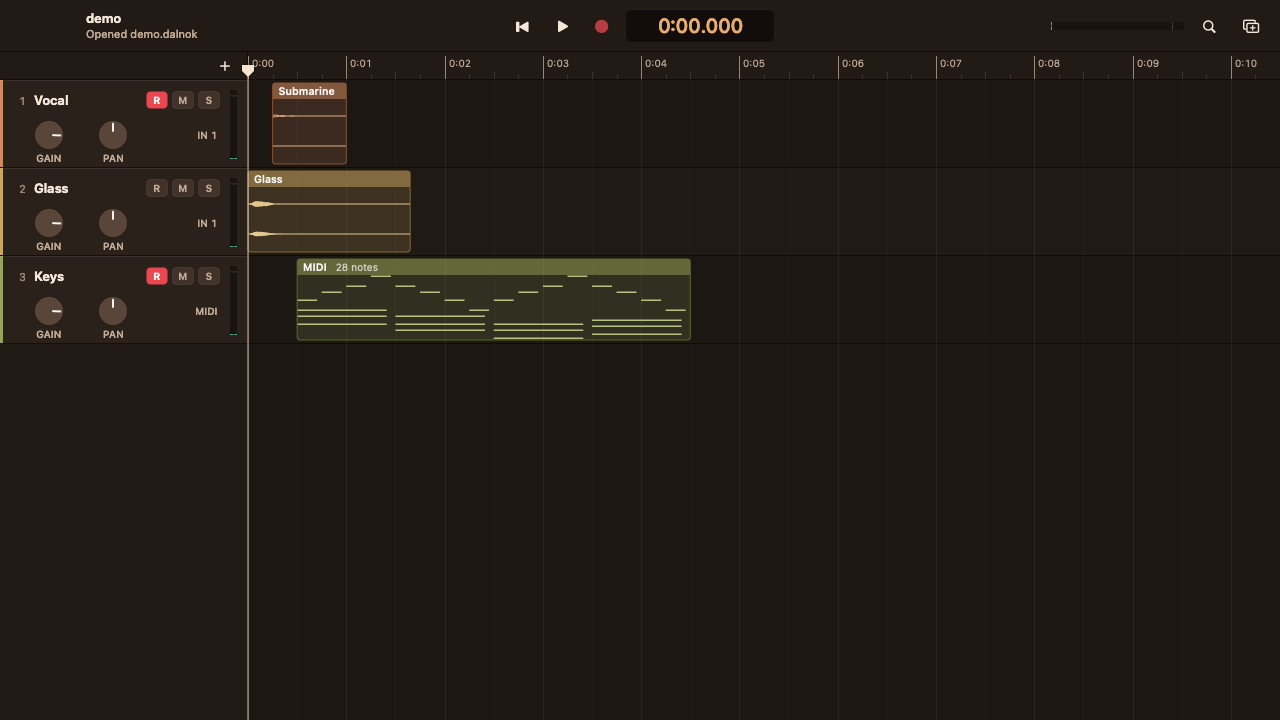 demo
Opened demo.dalnok
0:00.000
0:00
0:01
0:02
0:03
0:04
0:05
0:06
0:07
0:08
0:09
0:10
1 Vocal R M S
IN 1
GAIN PAN
Submarine
2 Glass R M S
IN 1
GAIN PAN
Glass
3 Keys R M S
MIDI
GAIN PAN
MIDI 28 notes